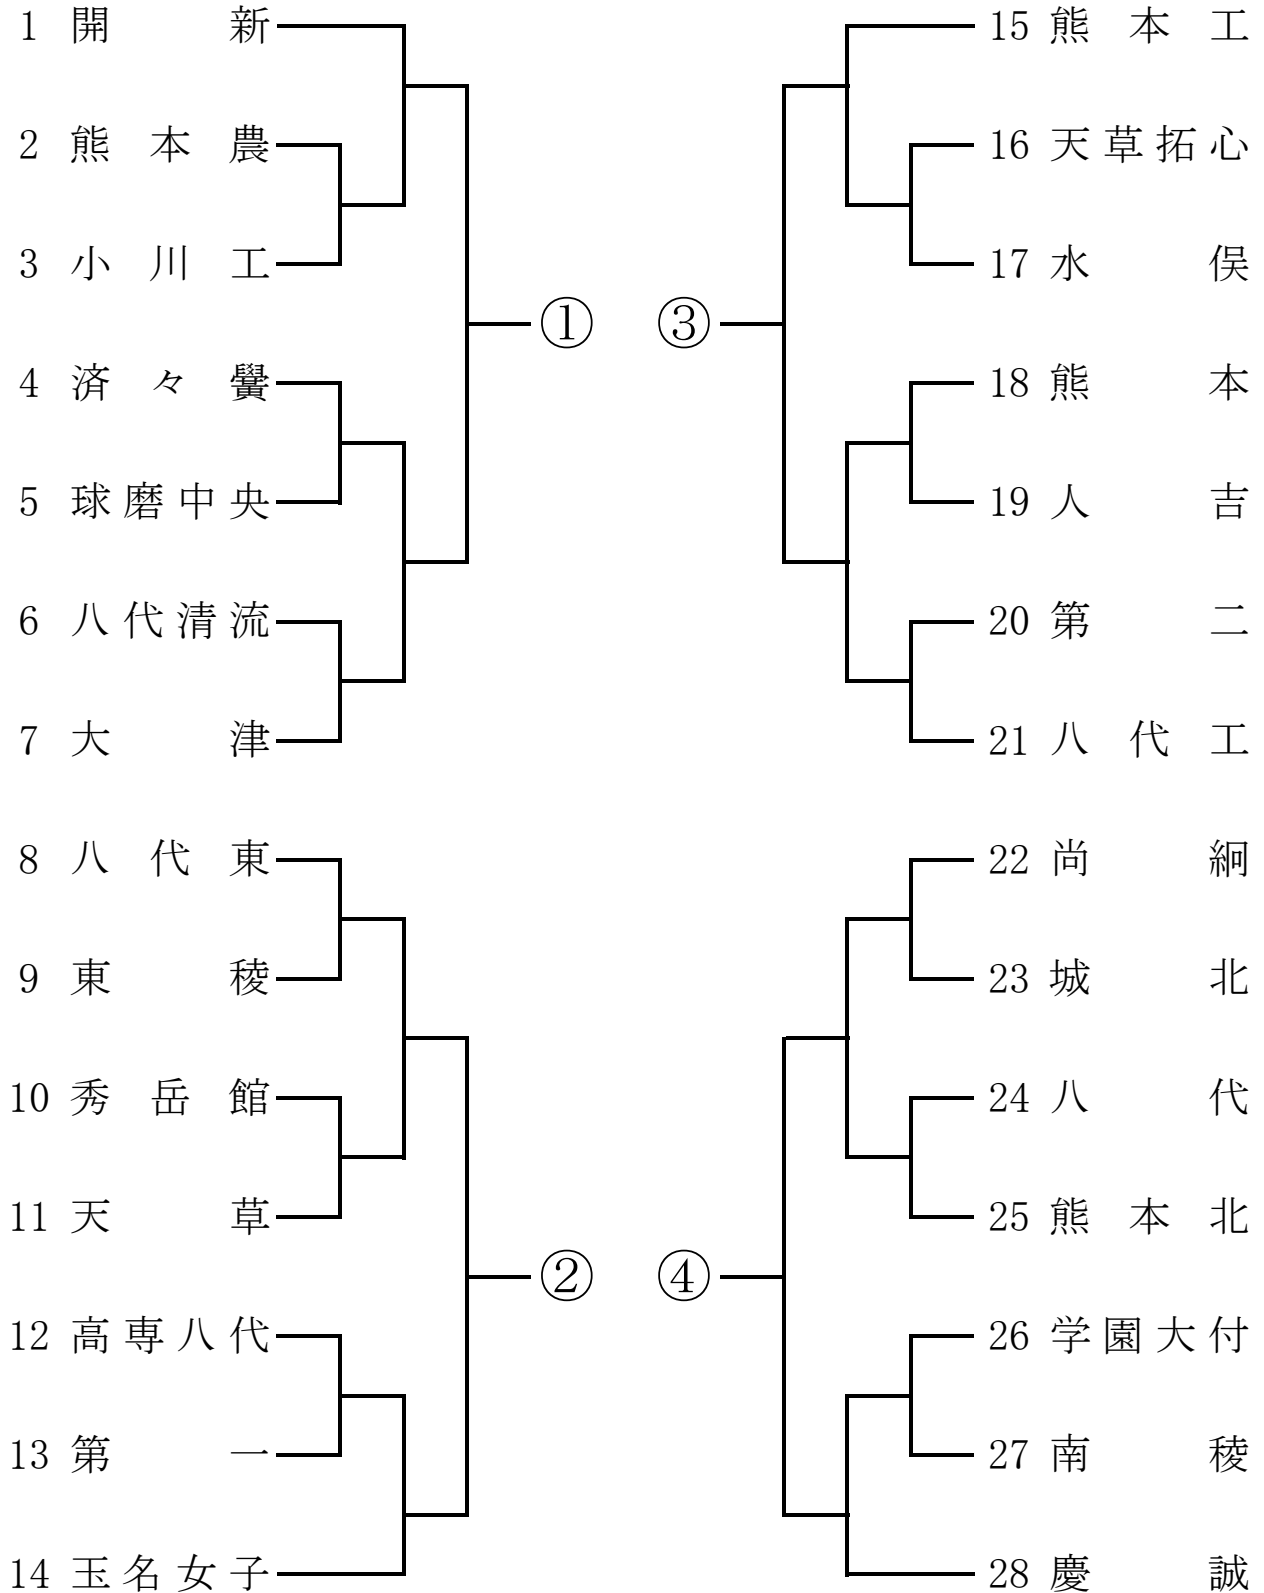 1 開新
2 熊本農
3 小川工
①
4 済々黌
5 球磨中央
6 八代清流
7 大津
8 八代東
9 東稜
10 秀岳館
11 天草
②
12 高専八代
13 第一
14 玉名女子
15 熊本工
16 天草拓心
17 水俣
③
18 熊本
19 人吉
20 第二
21 八代工
22 尚絅
23 城北
24 八代
25 熊本北
④
26 学園大付
27 南稜
28 慶誠